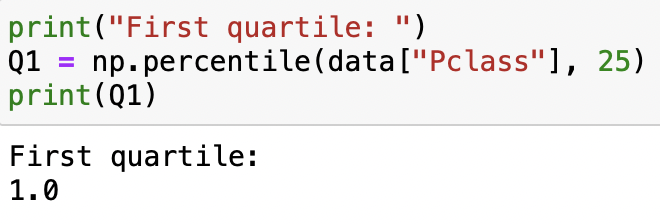 print("First quartile: ")
Q1 = np.percentile(data["Pclass"], 25)
print(Q1)
First quartile:
1.0